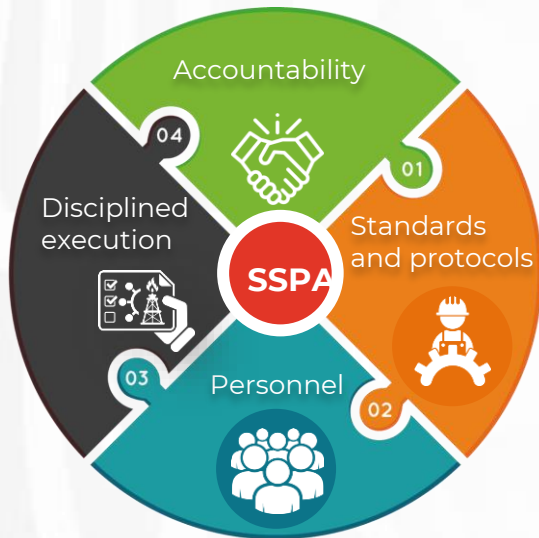 Accountability
04
01
Disciplined
execution
Standards
and protocols
SSPA
03
Personnel
02